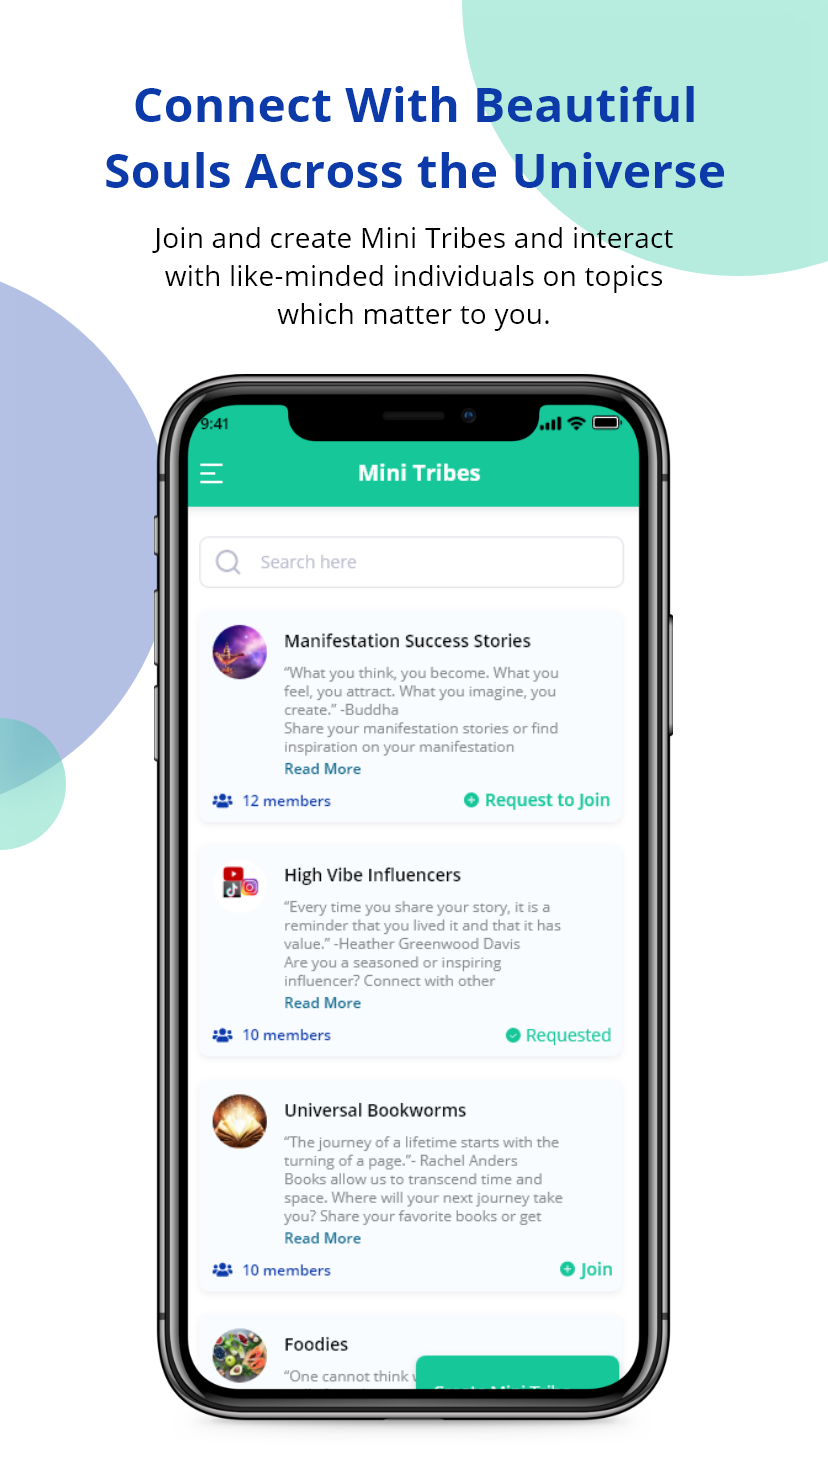 Connect With Beautiful
Souls Across the Universe
Join and create Mini Tribes and interact
with like-minded individuals on topics
which matter to you.
9:41
Mini Tribes
Search here
Manifestation Success Stories
“What you think, you become. What you
feel, you attract. What you imagine, you
create.” -Buddha
Share your manifestation stories or find
inspiration on your manifestation
Read More
12 members
Request to Join
High Vibe Influencers
“Every time you share your story, it is a
reminder that you lived it and that it has
value.” -Heather Greenwood Davis
Are you a seasoned or inspiring
influencer? Connect with other
Read More
10 members
Requested
Universal Bookworms
“The journey of a lifetime starts with the
turning of a page.”- Rachel Anders
Books allow us to transcend time and
space. Where will your next journey take
you? Share your favorite books or get
Read More
10 members
Join
Foodies
“One cannot think